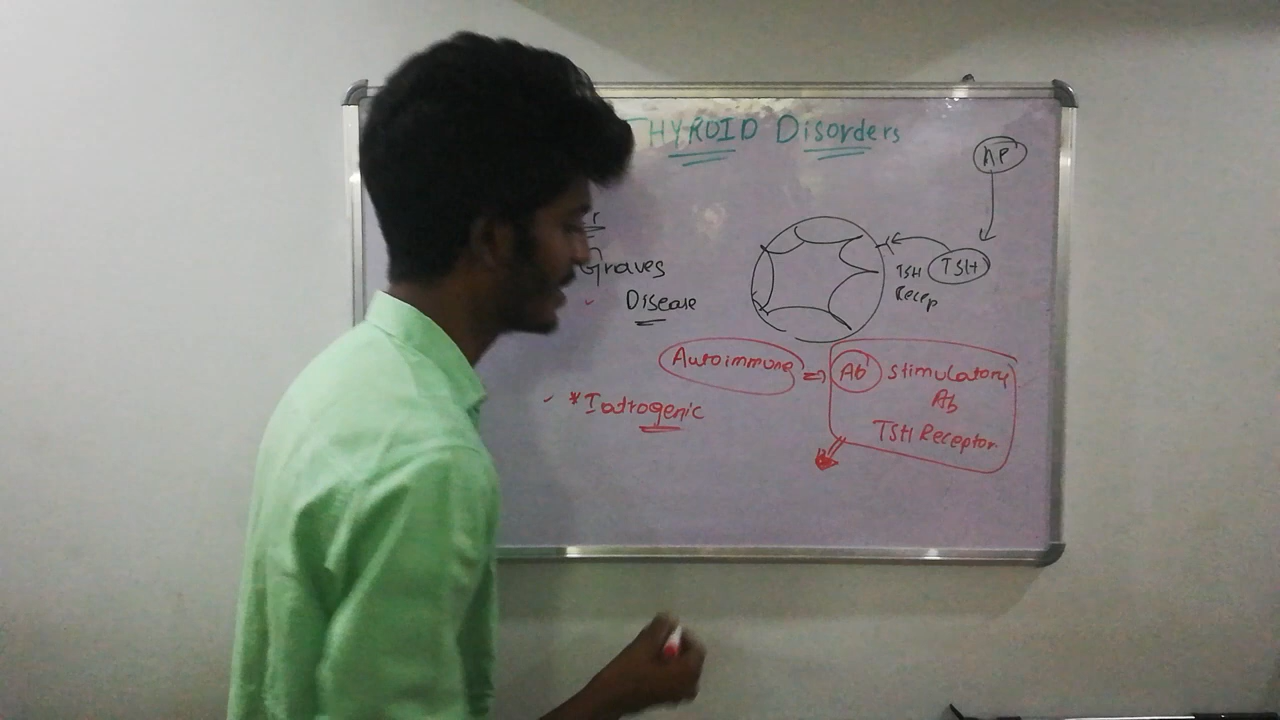 THYROID Disorders
AP
Graves
Disease
TSH
Recep
TSH
Autoimmune => Ab stimulatory
Ab
TSH Receptor
*Iatrogenic